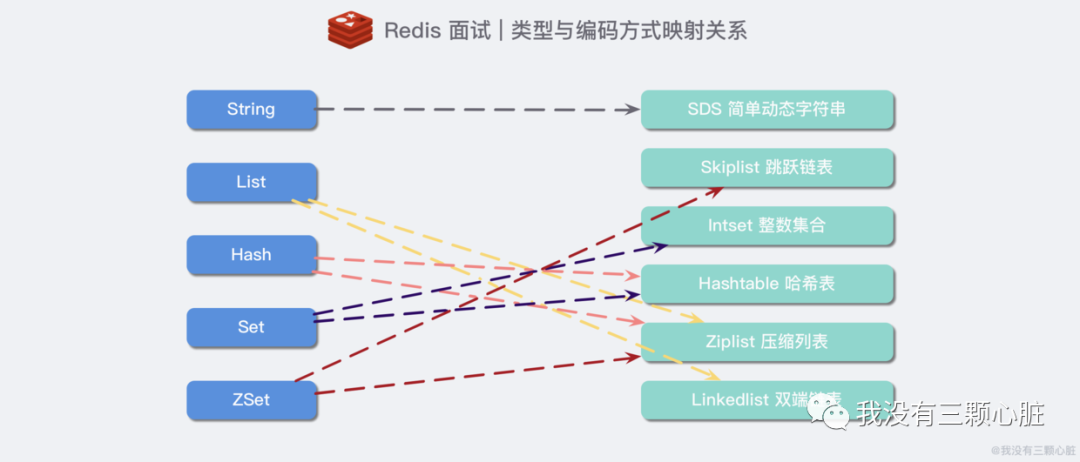 Redis 面试 | 类型与编码方式映射关系
String
SDS 简单动态字符串
Skiplist 跳跃链表
List
Intset 整数集合
Hash
Hashtable 哈希表
Set
Ziplist 压缩列表
ZSet
Linkedlist 双端链表
我没有三颗心脏
@我没有三颗心脏